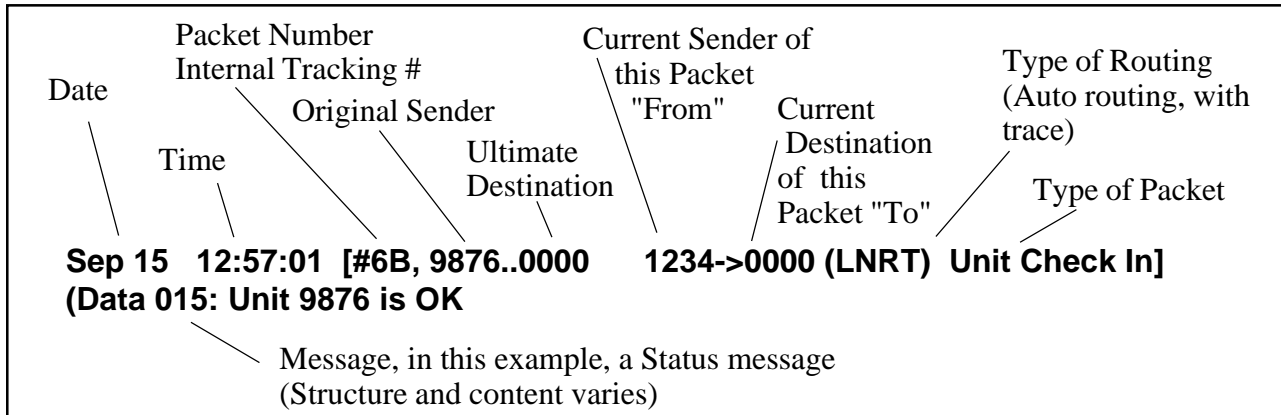 Packet Number
Internal Tracking #
Current Sender of
this Packet
"From"
Type of Routing
(Auto routing, with
trace)
Date
Original Sender
Current
Destination
of this
Packet "To"
Time
Ultimate
Destination
Type of Packet
Sep 15 12:57:01 [#6B, 9876..0000 1234->0000 (LNRT) Unit Check In]
(Data 015: Unit 9876 is OK
Message, in this example, a Status message
(Structure and content varies)